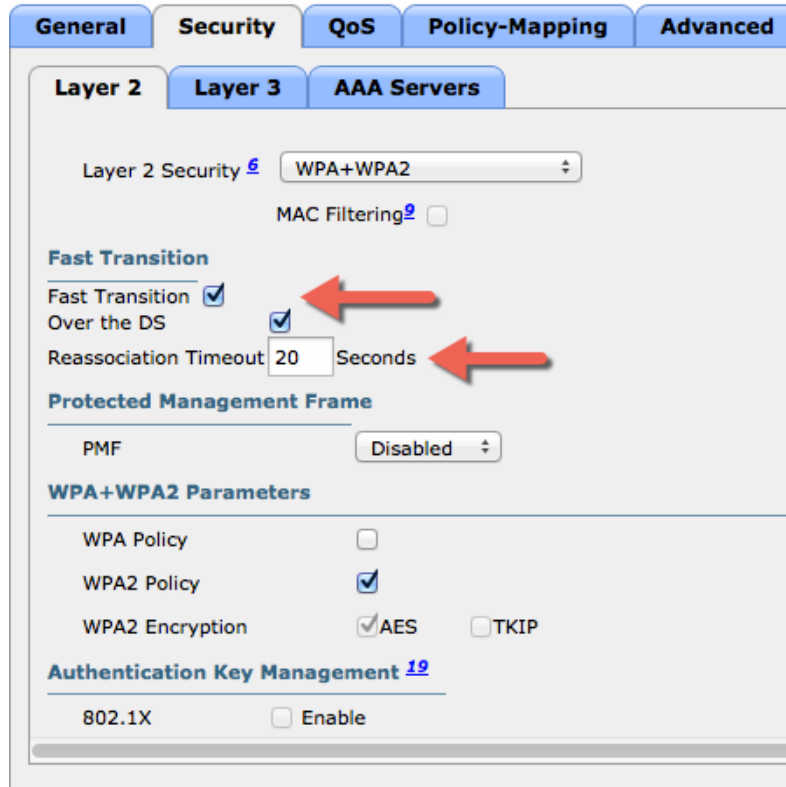 General Security QoS Policy-Mapping Advanced
Layer 2 Layer 3 AAA Servers
Layer 2 Security 6 WPA+WPA2
MAC Filtering9
Fast Transition
Fast Transition
Over the DS
Reassociation Timeout 20 Seconds
Protected Management Frame
PMF Disabled
WPA+WPA2 Parameters
WPA Policy
WPA2 Policy
WPA2 Encryption AES TKIP
Authentication Key Management 19
802.1X Enable